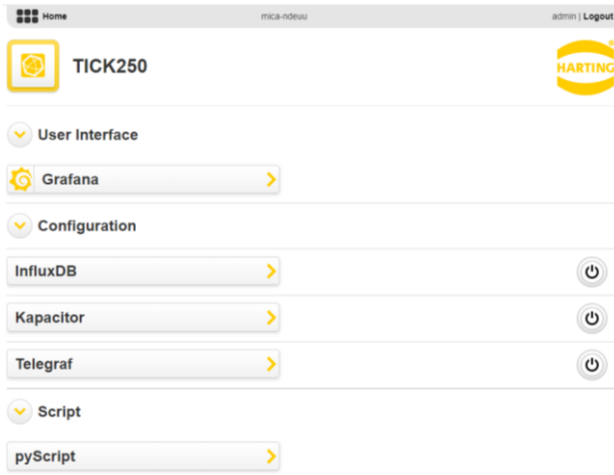 Home mica-ndeuu admin | Logout
TICK250
HARTING
User Interface
Grafana
Configuration
InfluxDB
Kapacitor
Telegraf
Script
pyScript